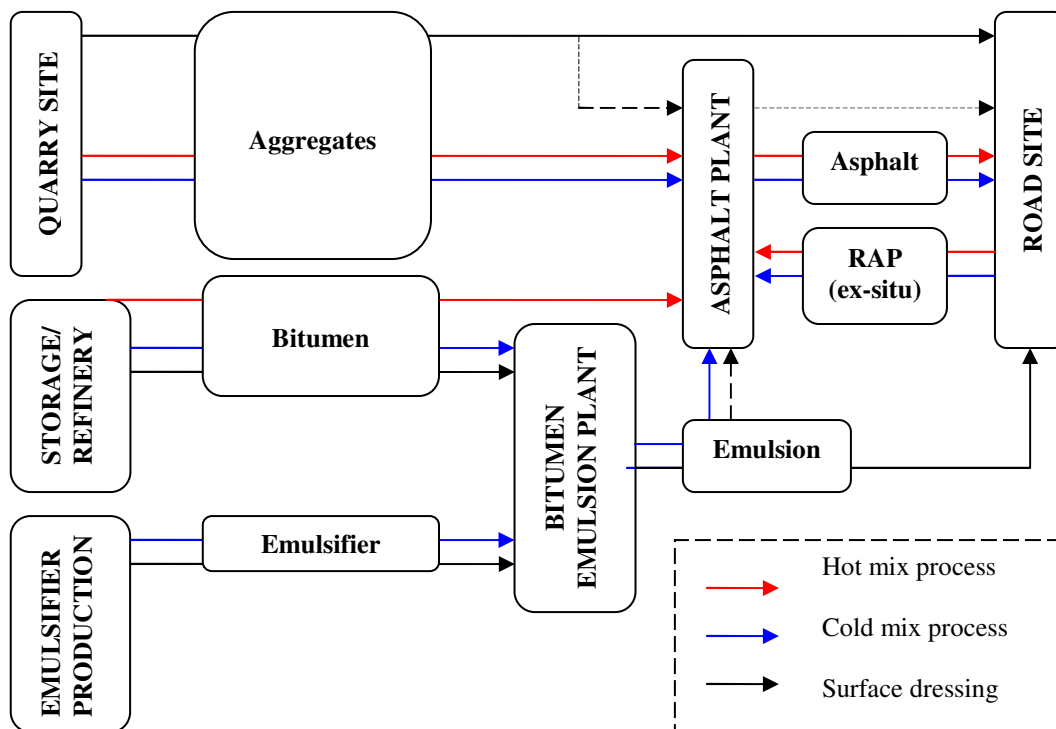 QUARRY SITE
Aggregates
ASPHALT PLANT
Asphalt
RAP
(ex-situ)
ROAD SITE
STORAGE/
REFINERY
Bitumen
BITUMEN
EMULSION PLANT
Emulsion
EMULSIFIER
PRODUCTION
Emulsifier
Hot mix process
Cold mix process
Surface dressing